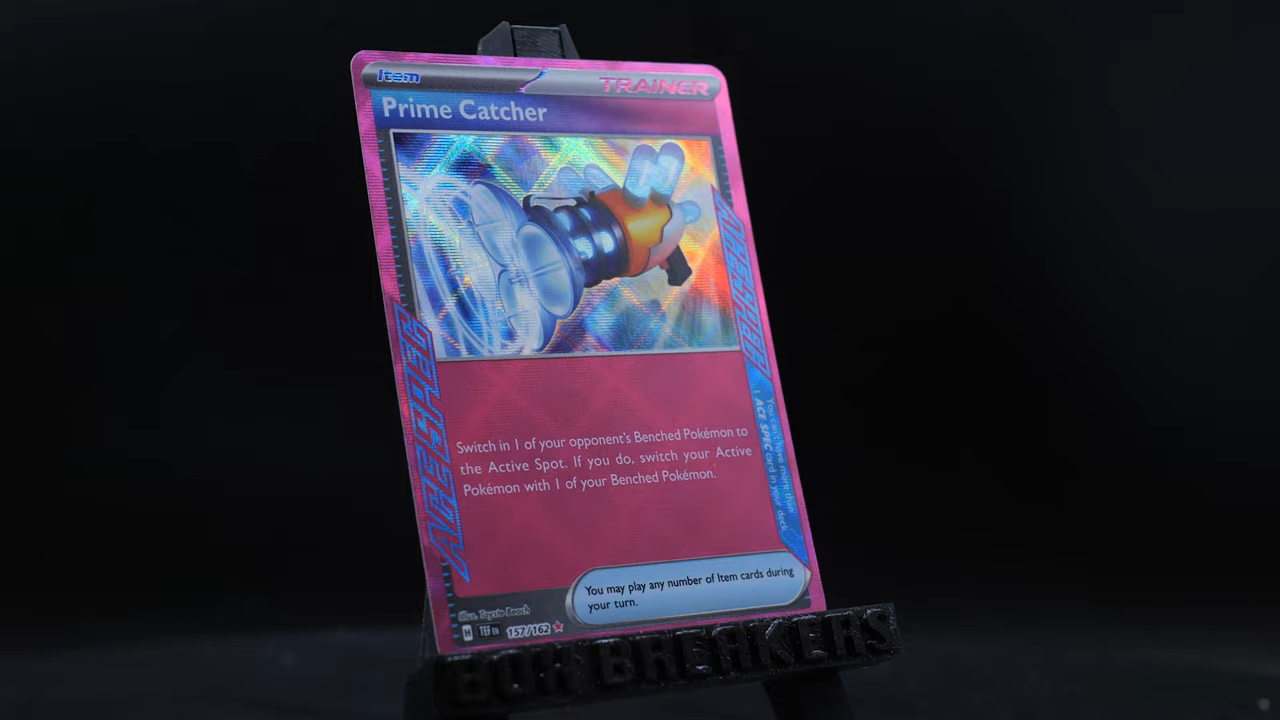 Item
TRAINER
Prime Catcher
ACE SPEC
ACE SPEC
You can't have more than
1 ACE SPEC card in your deck.
Switch in 1 of your opponent's Benched Pokémon to
the Active Spot. If you do, switch your Active
Pokémon with 1 of your Benched Pokémon.
You may play any number of Item cards during
your turn.
Illus. Toyste Beach
H TEF EN 157/162
BOX BREAKERS